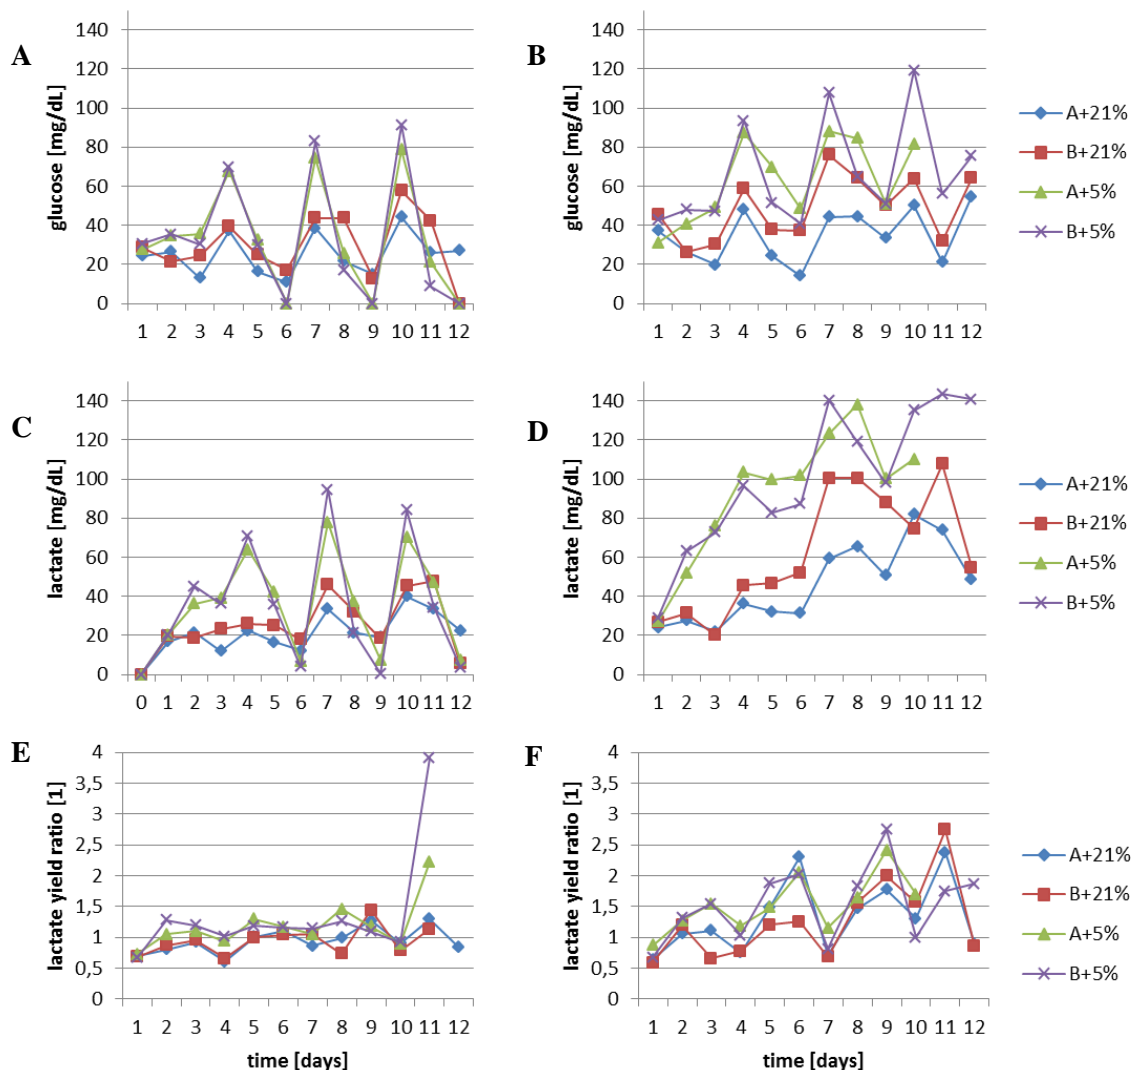 A
glucose [mg/dL]
140
120
100
80
60
40
20
0
1 2 3 4 5 6 7 8 9 10 11 12
B
glucose [mg/dL]
140
120
100
80
60
40
20
0
1 2 3 4 5 6 7 8 9 10 11 12
A+21%
B+21%
A+5%
B+5%
C
lactate [mg/dL]
140
120
100
80
60
40
20
0
0 1 2 3 4 5 6 7 8 9 10 11 12
D
lactate [mg/dL]
140
120
100
80
60
40
20
0
1 2 3 4 5 6 7 8 9 10 11 12
A+21%
B+21%
A+5%
B+5%
E
lactate yield ratio [1]
4
3,5
3
2,5
2
1,5
1
0,5
0
1 2 3 4 5 6 7 8 9 10 11 12
time [days]
F
lactate yield ratio [1]
4
3,5
3
2,5
2
1,5
1
0,5
0
1 2 3 4 5 6 7 8 9 10 11 12
time [days]
A+21%
B+21%
A+5%
B+5%